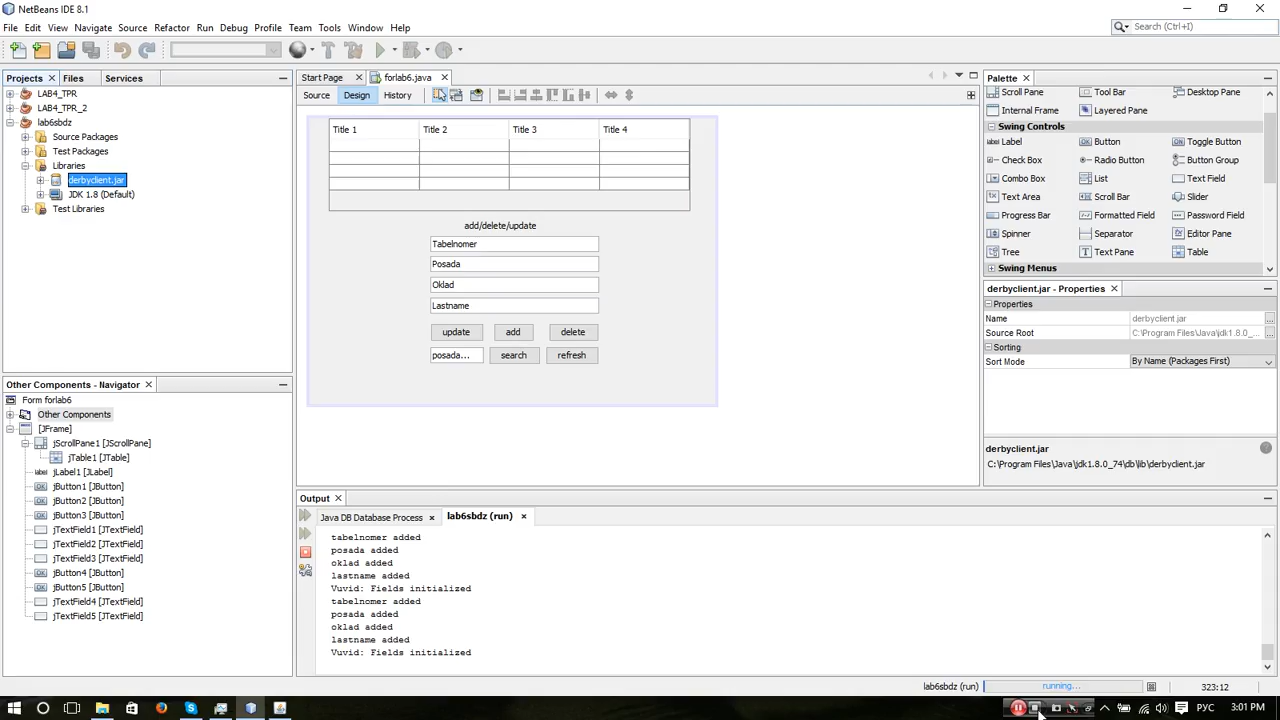 NetBeans IDE 8.1
File Edit View Navigate Source Refactor Run Debug Profile Team Tools Window Help
Search (Ctrl+I)
Projects Files Services
LAB4_TPR
LAB4_TPR_2
lab6sbdz
Source Packages
Test Packages
Libraries
derbyclient.jar
JDK 1.8 (Default)
Test Libraries
Other Components - Navigator
Form forlab6
Other Components
[JFrame]
jScrollPane1 [JScrollPane]
jTable1 [JTable]
jLabel1 [JLabel]
jButton1 [JButton]
jButton2 [JButton]
jButton3 [JButton]
jTextField1 [JTextField]
jTextField2 [JTextField]
jTextField3 [JTextField]
jButton4 [JButton]
jButton5 [JButton]
jTextField4 [JTextField]
jTextField5 [JTextField]
Start Page forlab6.java
Source Design History
Title 1 Title 2 Title 3 Title 4
add/delete/update
Tabelnomer
Posada
Oklad
Lastname
update add delete
posada... search refresh
Output
Java DB Database Process lab6sbdz (run)
tabelnomer added
posada added
oklad added
lastname added
Vuvid: Fields initialized
tabelnomer added
posada added
oklad added
lastname added
Vuvid: Fields initialized
Palette
Scroll Pane Tool Bar Desktop Pane
Internal Frame Layered Pane
Swing Controls
Label Button Toggle Button
Check Box Radio Button Button Group
Combo Box List Text Field
Text Area Scroll Bar Slider
Progress Bar Formatted Field Password Field
Spinner Separator Editor Pane
Tree Text Pane Table
Swing Menus
derbyclient.jar - Properties
Properties
Name derbyclient.jar
Source Root C:\Program Files\Java\jdk1.8.0_...
Sorting
Sort Mode By Name (Packages First)
derbyclient.jar
C:\Program Files\Java\jdk1.8.0_74\db\lib\derbyclient.jar
lab6sbdz (run) running... 323:12
РУС 3:01 PM